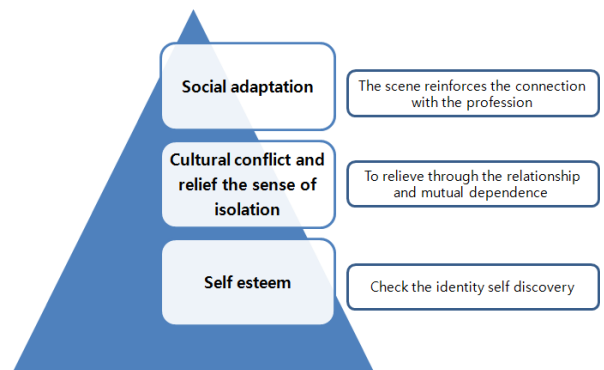 Social adaptation
The scene reinforces the connection
with the profession
Cultural conflict and
relief the sense of
isolation
To relieve through the relationship
and mutual dependence
Self esteem
Check the identity self discovery